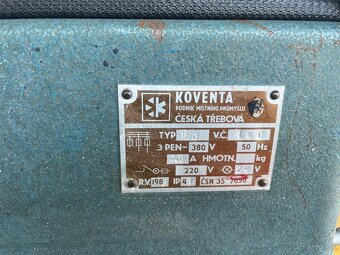 KOVENTA
PODNIK MÍSTNÍHO PRŮMYSLU
ČESKÁ TŘEBOVÁ
TYP V.Č.
3 PEN~ 380 V 50 Hz
A HMOTN. kg
220 V V
R.V. 198 IP 4 ČSN 35